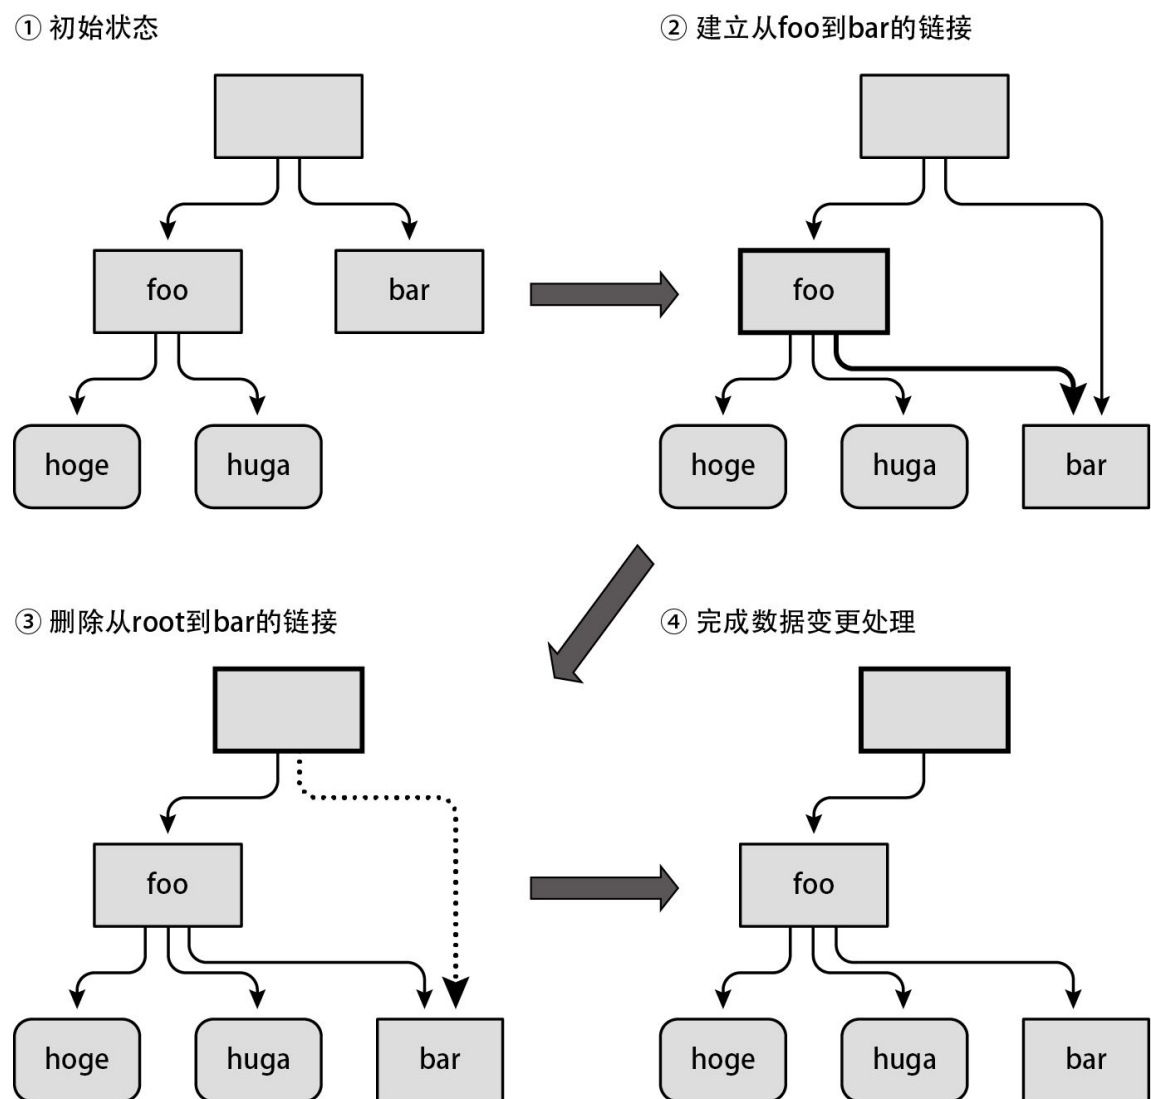 ① 初始状态
② 建立从foo到bar的链接
foo
bar
hoge
huga
foo
hoge
huga
bar
③ 删除从root到bar的链接
④ 完成数据变更处理
foo
hoge
huga
bar
foo
hoge
huga
bar